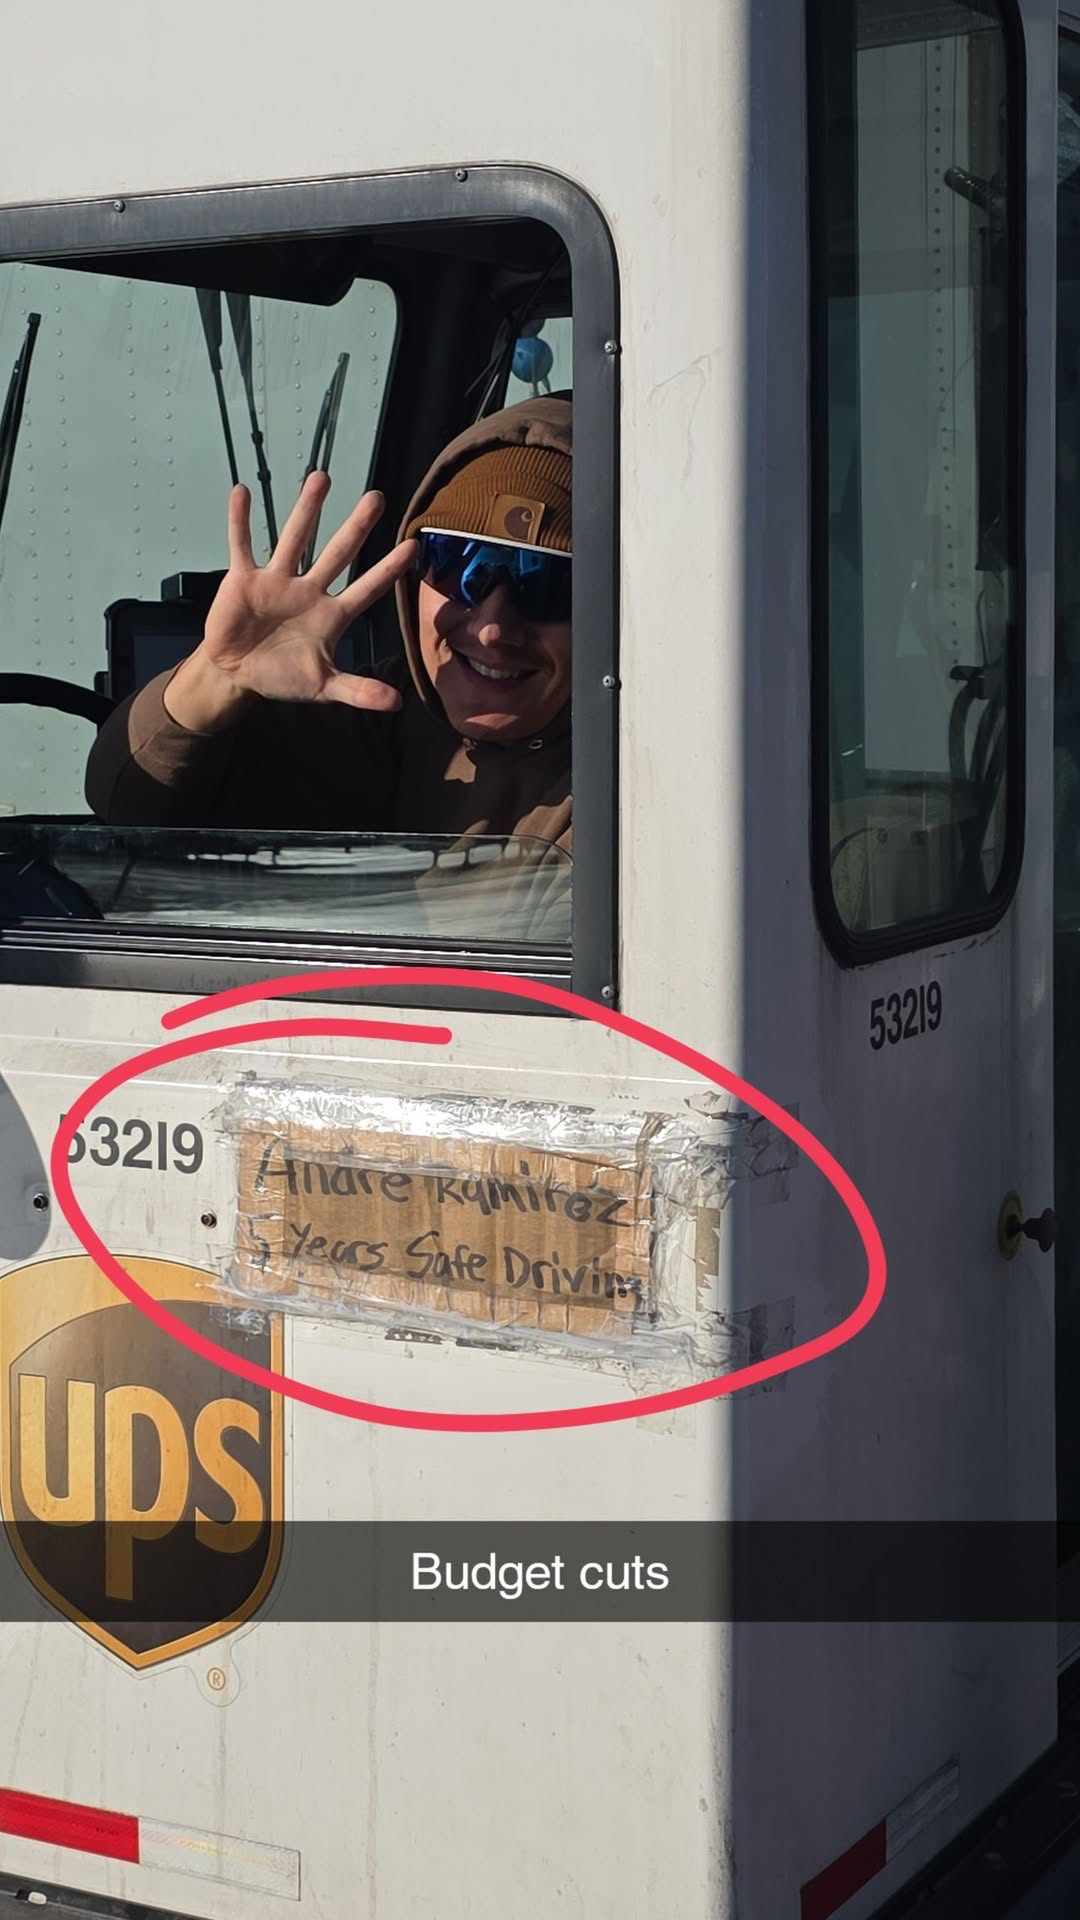 53219
53219
Andre Ramirez
5 Years Safe Driving
ups
Budget cuts
®